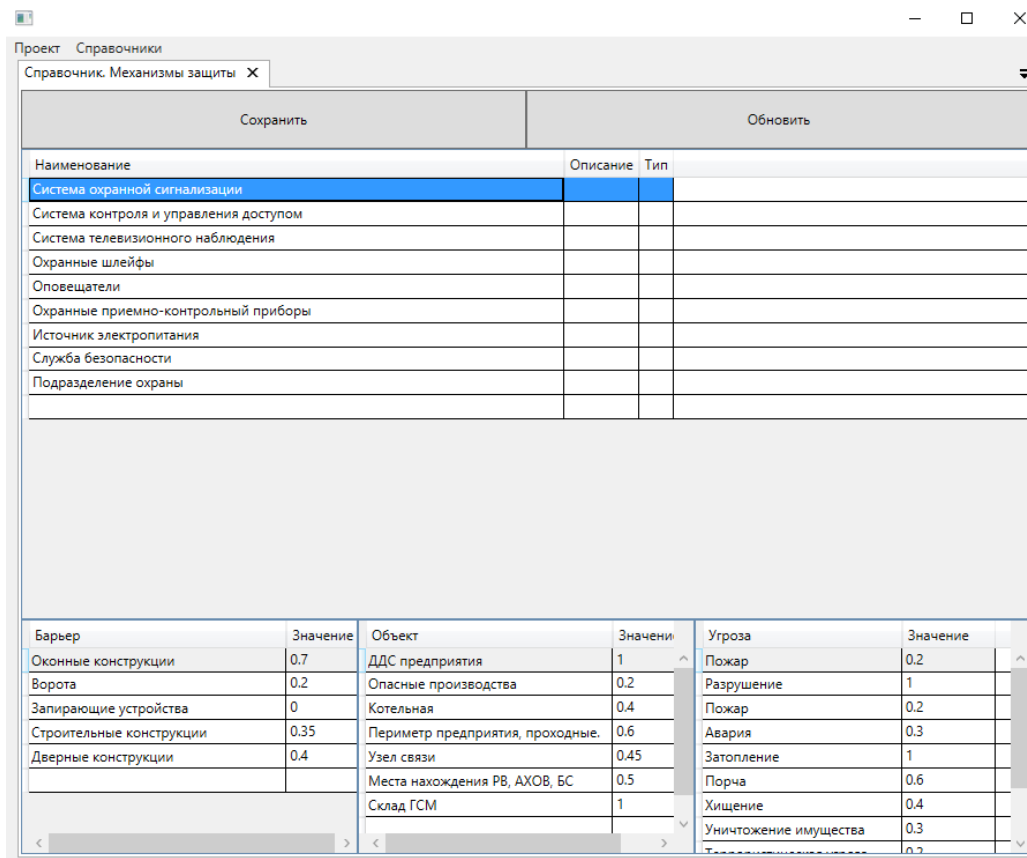 Проект Справочники
Справочник. Механизмы защиты
Сохранить Обновить
Наименование Описание Тип
Система охранной сигнализации
Система контроля и управления доступом
Система телевизионного наблюдения
Охранные шлейфы
Оповещатели
Охранные приемно-контрольный приборы
Источник электропитания
Служба безопасности
Подразделение охраны
Барьер Значение
Оконные конструкции 0.7
Ворота 0.2
Запирающие устройства 0
Строительные конструкции 0.35
Дверные конструкции 0.4
Объект Значени
ДДС предприятия 1
Опасные производства 0.2
Котельная 0.4
Периметр предприятия, проходные. 0.6
Узел связи 0.45
Места нахождения РВ, АХОВ, БС 0.5
Склад ГСМ 1
Угроза Значение
Пожар 0.2
Разрушение 1
Пожар 0.2
Авария 0.3
Затопление 1
Порча 0.6
Хищение 0.4
Уничтожение имущества 0.3
Террористическая угроза 0.2